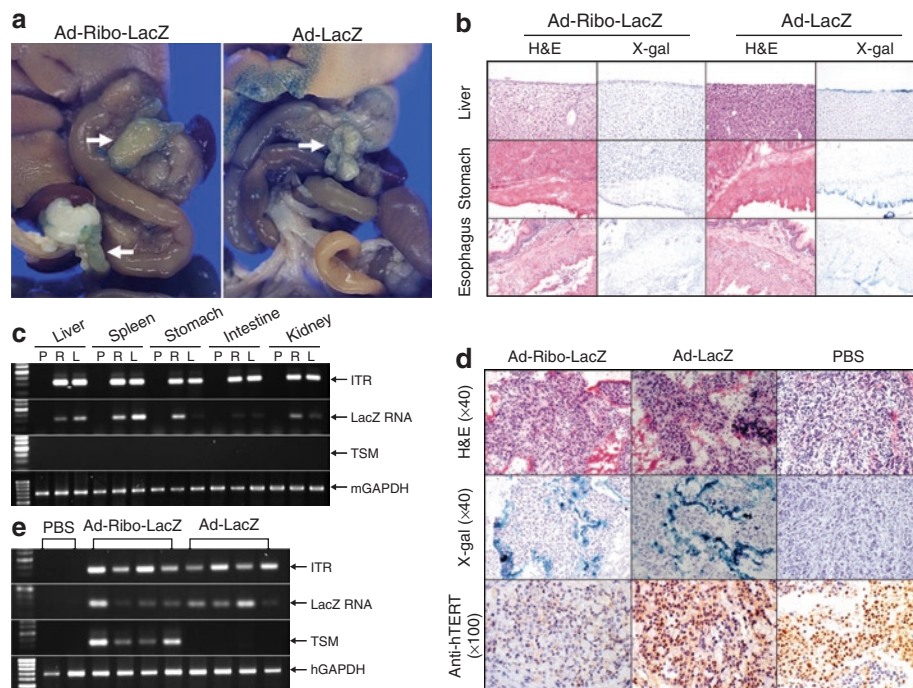 a
Ad-Ribo-LacZ Ad-LacZ
b
Ad-Ribo-LacZ Ad-LacZ
H&E X-gal H&E X-gal
Liver
Stomach
Esophagus
c
Liver Spleen Stomach Intestine Kidney
P R L P R L P R L P R L P R L
ITR
LacZ RNA
TSM
mGAPDH
d
Ad-Ribo-LacZ Ad-LacZ PBS
H&E (×40)
X-gal (×40)
Anti-hTERT
(×100)
e
PBS Ad-Ribo-LacZ Ad-LacZ
ITR
LacZ RNA
TSM
hGAPDH